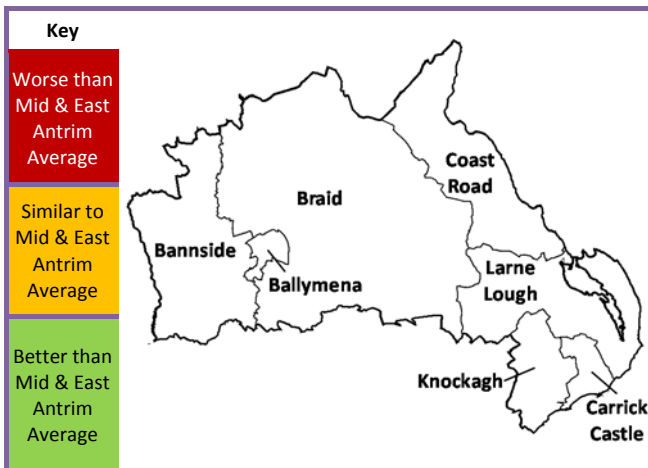 Key
Worse than
Mid & East
Antrim
Average
Similar to
Mid & East
Antrim
Average
Better than
Mid & East
Antrim
Average
Coast
Road
Braid
Bannside
Ballymena
Larne
Lough
Knockagh
Carrick
Castle